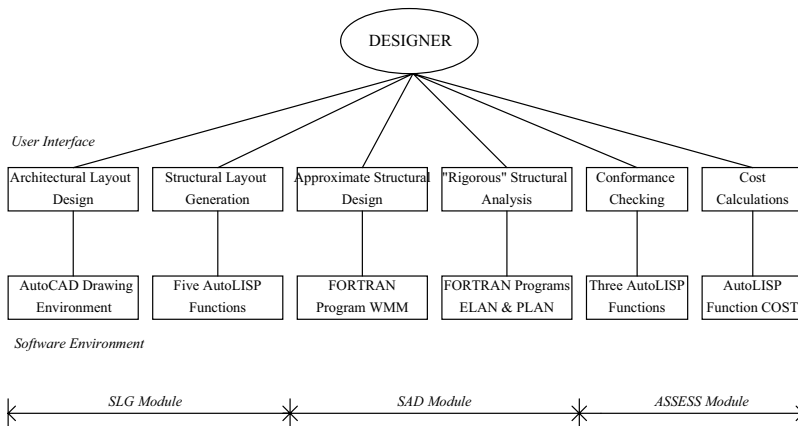 DESIGNER
User Interface
Architectural Layout
Design
Structural Layout
Generation
Approximate Structural
Design
"Rigorous" Structural
Analysis
Conformance
Checking
Cost
Calculations
AutoCAD Drawing
Environment
Five AutoLISP
Functions
FORTRAN
Program WMM
FORTRAN Programs
ELAN & PLAN
Three AutoLISP
Functions
AutoLISP
Function COST
Software Environment
SLG Module
SAD Module
ASSESS Module